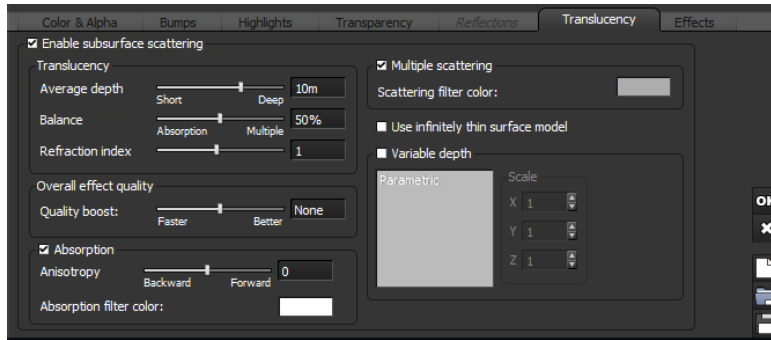 Color & Alpha Bumps Highlights Transparency Reflections Translucency Effects
Enable subsurface scattering
Translucency
Average depth 10m
Short Deep
Balance 50%
Absorption Multiple
Refraction index 1
Overall effect quality
Quality boost: None
Faster Better
Absorption
Anisotropy 0
Backward Forward
Absorption filter color:
Multiple scattering
Scattering filter color:
Use infinitely thin surface model
Variable depth
Parametric
Scale
X 1
Y 1
Z 1